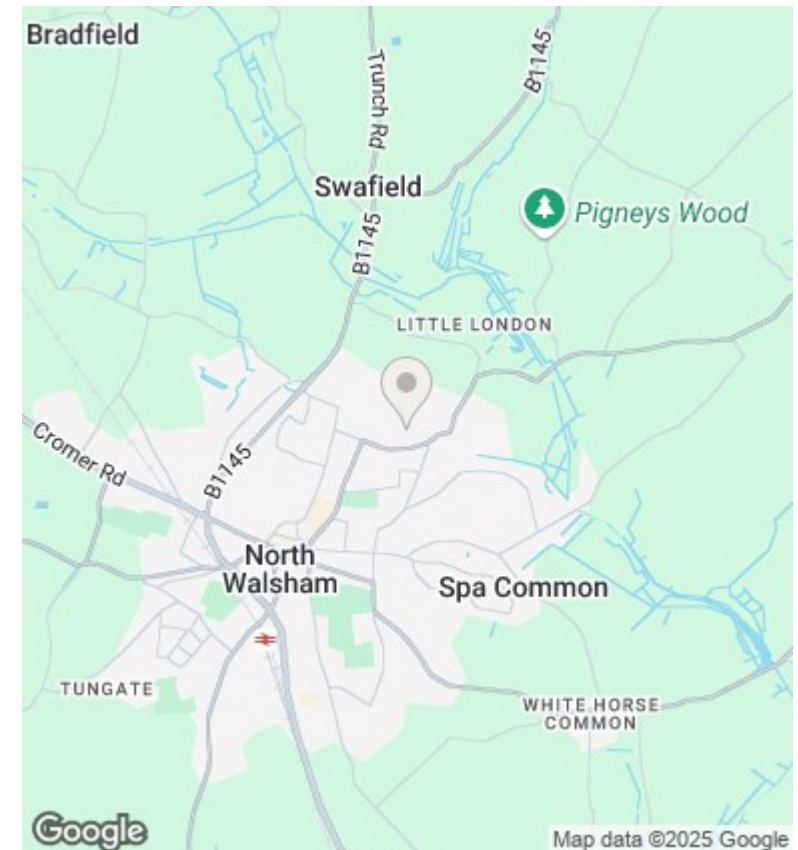 Bradfield
Trunch Rd
B1145
Swafield
Pigneys Wood
B1145
LITTLE LONDON
Cromer Rd
B1145
North
Walsham
Spa Common
TUNGATE
WHITE HORSE
COMMON
Google
Map data ©2025 Google